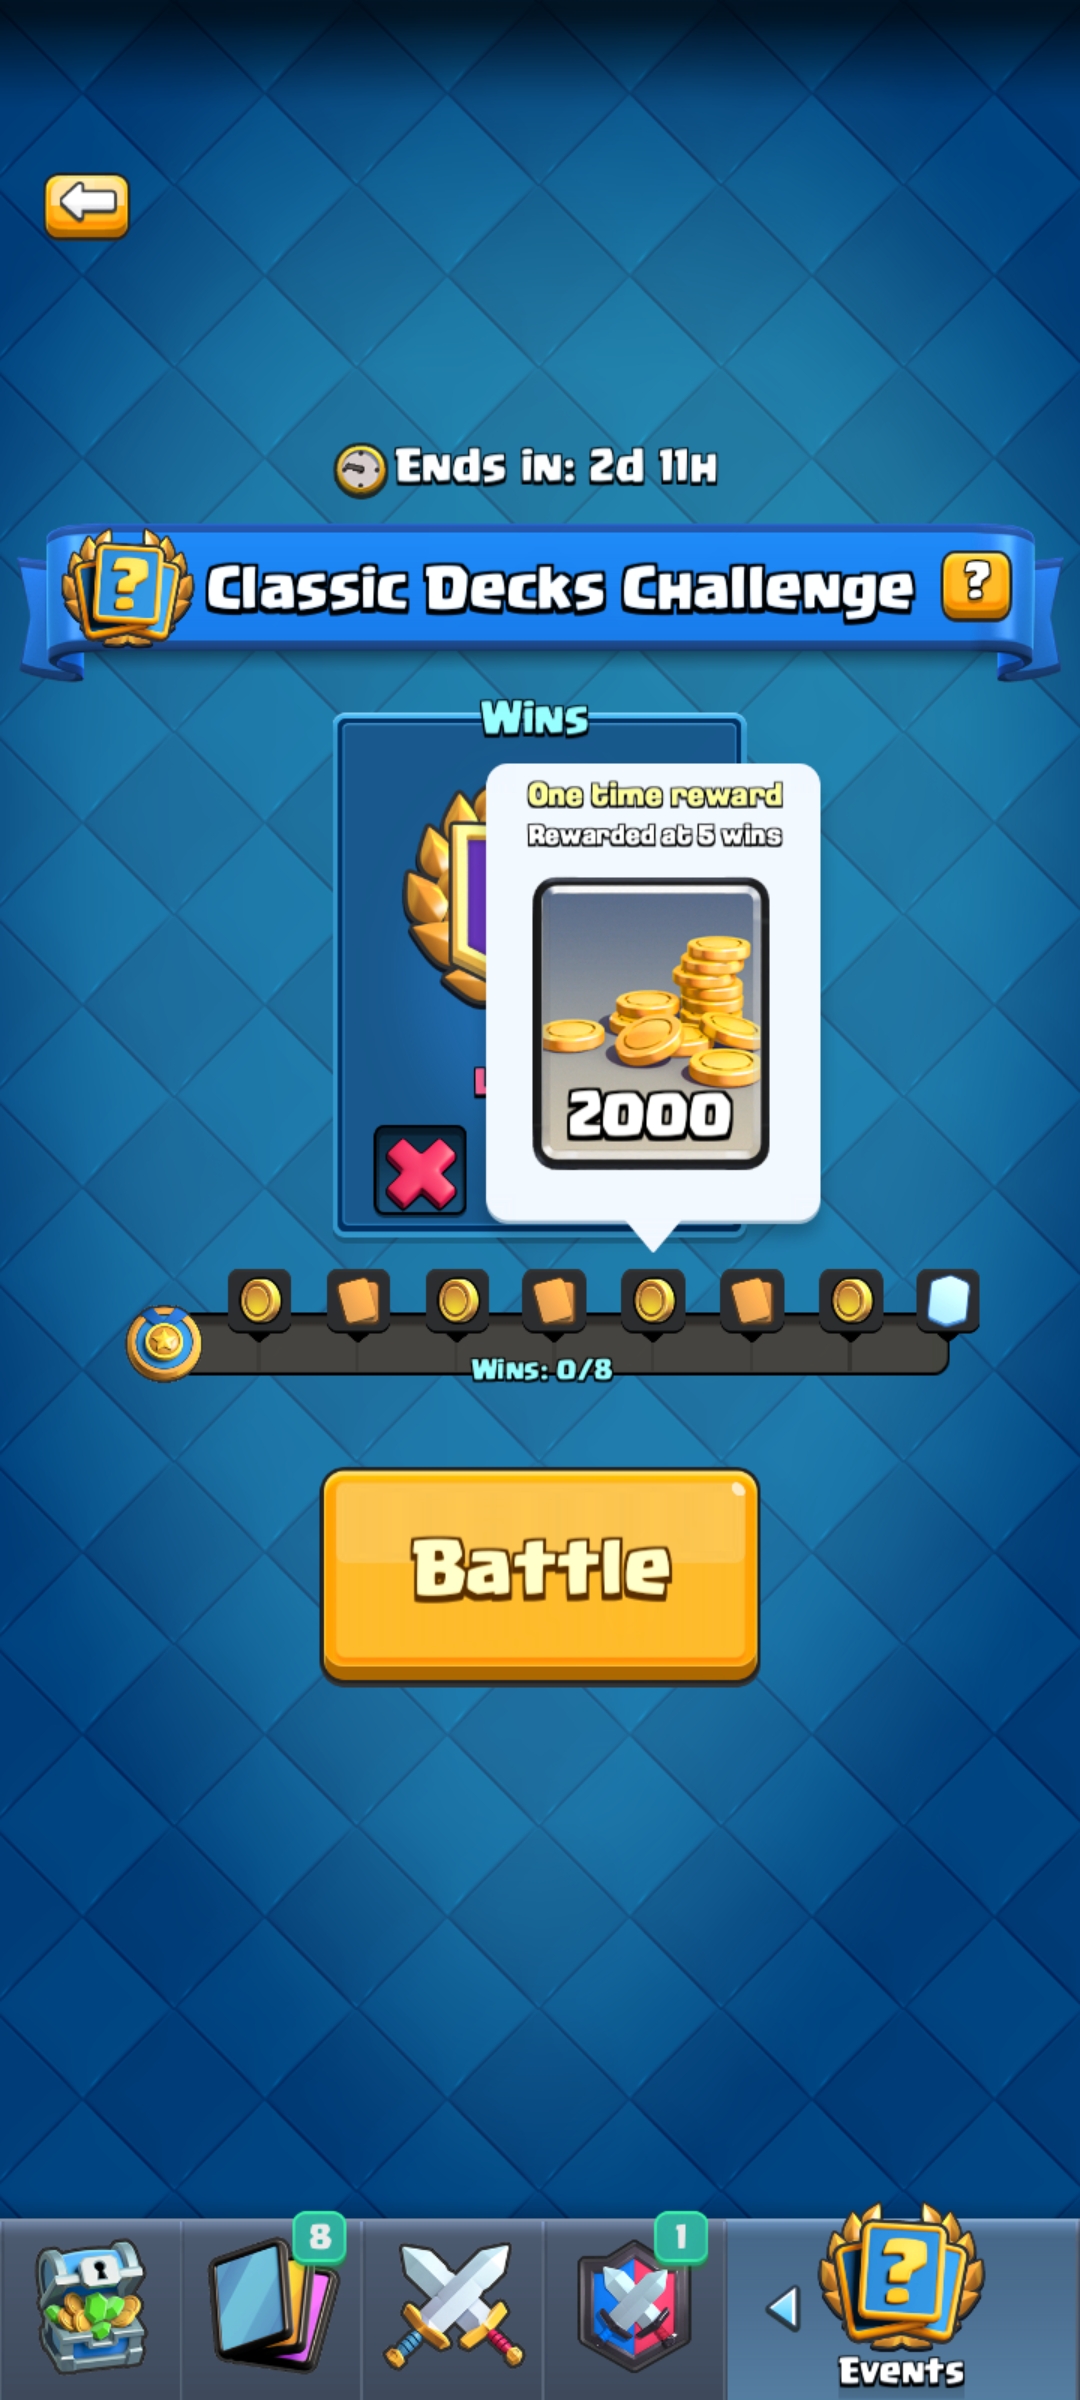 Ends in: 2d 11h
Classic Decks Challenge
?
Wins
One time reward
Rewarded at 5 wins
2000
Wins: 0/8
Battle
8
1
Events